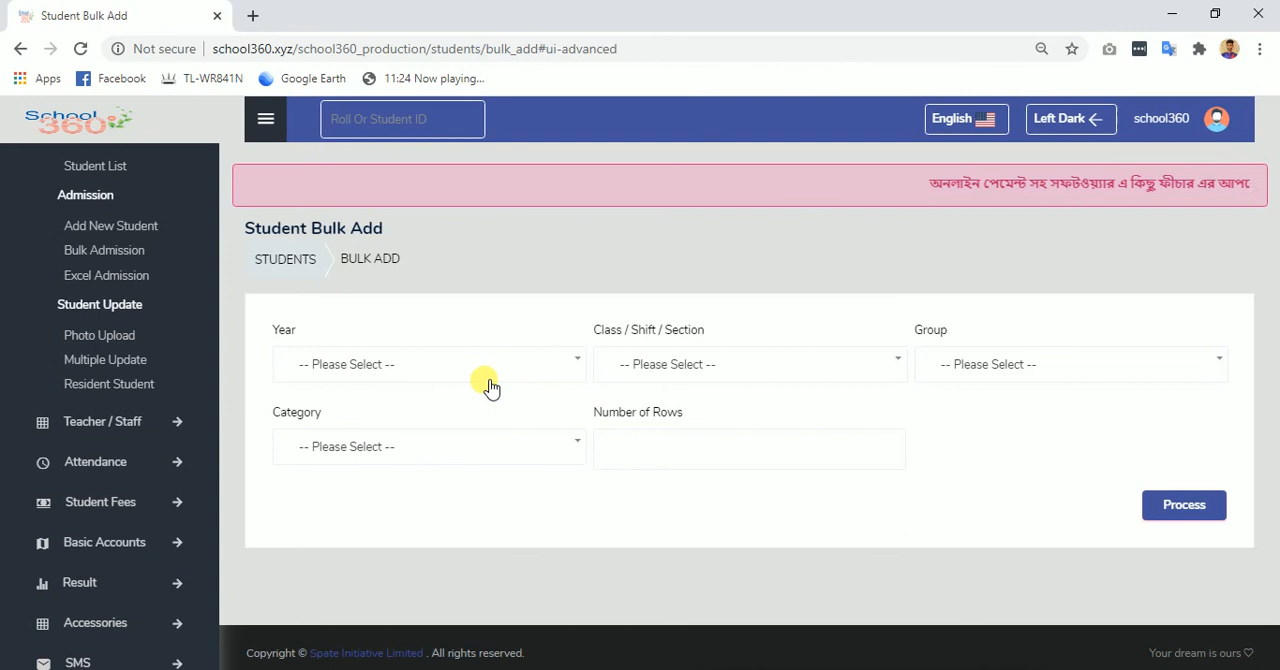 Student Bulk Add
Not secure school360.xyz/school360_production/students/bulk_add#ui-advanced
Apps Facebook TL-WR841N Google Earth 11:24 Now playing...
School 360
Roll Or Student ID
English
Left Dark
school360
অনলাইন পেমেন্ট সহ সফটওয়্যার এ কিছু ফীচার এর আপ
Student List
Admission
Add New Student
Bulk Admission
Excel Admission
Student Update
Photo Upload
Multiple Update
Resident Student
Teacher / Staff
Attendance
Student Fees
Basic Accounts
Result
Accessories
SMS
Student Bulk Add
STUDENTS BULK ADD
Year Class / Shift / Section Group
-- Please Select -- -- Please Select -- -- Please Select --
Category Number of Rows
-- Please Select --
Process
Copyright © Spate Initiative Limited . All rights reserved. Your dream is ours ♡